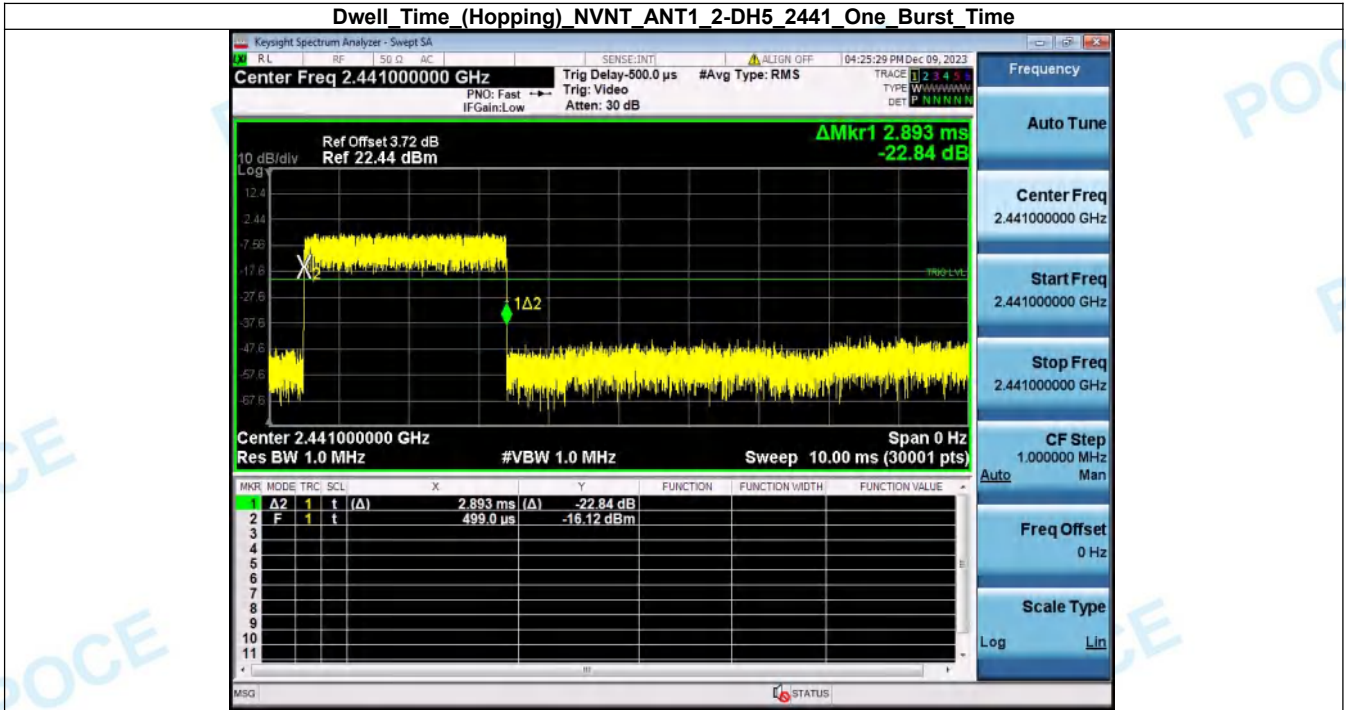 Dwell_Time_(Hopping)_NVNT_ANT1_2-DH5_2441_One_Burst_Time
Keysight Spectrum Analyzer - Swept SA
RL RF 50 Ω AC SENSE:INT ALIGN OFF 04:25:29 PM Dec 09, 2023
Center Freq 2.441000000 GHz
PNO: Fast
IFGain:Low
Trig Delay-500.0 µs
Trig: Video
Atten: 30 dB
#Avg Type: RMS
TRACE 1 2 3 4 5 6
TYPE WWWWWW
DET P N N N N N
ΔMkr1 2.893 ms
-22.84 dB
Ref Offset 3.72 dB
10 dB/div Ref 22.44 dBm
Log
12.4
-2.44
-7.56
-17.6
-27.6
-37.6
-47.6
-57.6
-67.6
TRIG LVL
2
1Δ2
Center 2.441000000 GHz Span 0 Hz
Res BW 1.0 MHz #VBW 1.0 MHz Sweep 10.00 ms (30001 pts)
MKR MODE TRC SCL X Y FUNCTION FUNCTION WIDTH FUNCTION VALUE
1 Δ2 1 t (Δ) 2.893 ms (Δ) -22.84 dB
2 F 1 t 499.0 µs -16.12 dBm
3
4
5
6
7
8
9
10
11
MSG STATUS
Frequency
Auto Tune
Center Freq
2.441000000 GHz
Start Freq
2.441000000 GHz
Stop Freq
2.441000000 GHz
CF Step
1.000000 MHz
Auto Man
Freq Offset
0 Hz
Scale Type
Log Lin
POCE